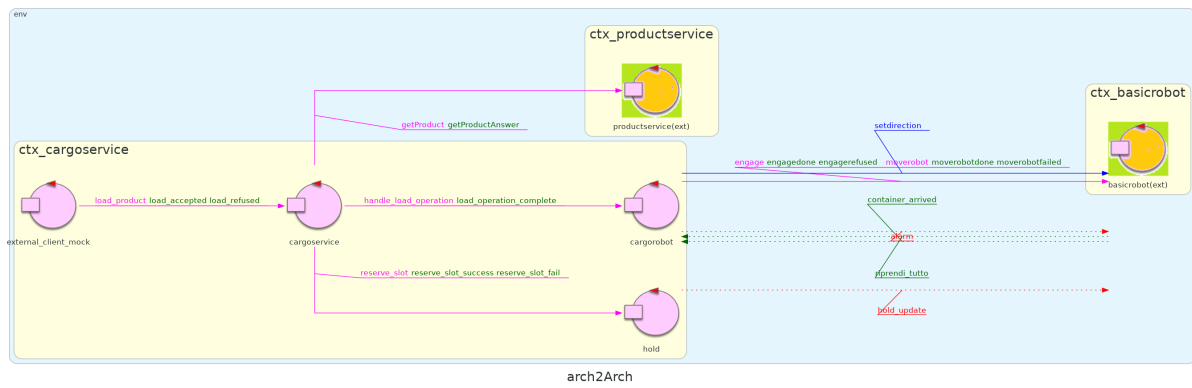 env
ctx_productservice
productservice(ext)
ctx_basicrobot
basicrobot(ext)
getProduct getProductAnswer
setdirection
ctx_cargoservice
engage engagedone engagerefused moverobot moverobotdone moverobotfailed
load_product load_accepted load_refused
handle_load_operation load_operation_complete
container_arrived
external_client_mock
cargoservice
cargorobot
alarm
reserve_slot reserve_slot_success reserve_slot_fail
riprendi_tutto
hold_update
hold
arch2Arch